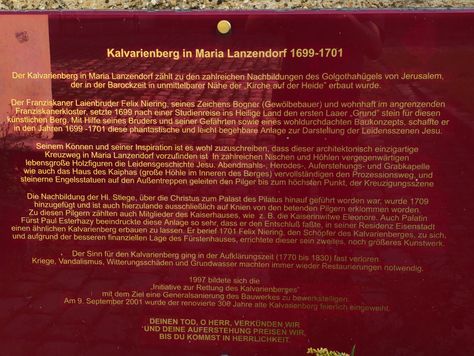 Kalvarienberg in Maria Lanzendorf 1699-1701
Der Kalvarienberg in Maria Lanzendorf zählt zu den zahlreichen Nachbildungen des Golgothahügels von Jerusalem,
der in der Barockzeit in unmittelbarer Nähe der „Kirche auf der Heide" erbaut wurde.
Der Franziskaner Laienbruder Felix Niering, seines Zeichens Bogner (Gewölbebauer) und wohnhaft im angrenzenden
Franziskanerkloster, setzte 1699 nach einer Studienreise ins Heilige Land den ersten Laaer „Grund" stein für diesen
künstlichen Berg. Mit Hilfe seines Bruders und seiner Gefährten sowie eines wohldurchdachten Baukonzepts, schaffte er
in den Jahren 1699 -1701 diese phantastische und leicht begehbare Anlage zur Darstellung der Leidensszenen Jesu.
Seinem Können und seiner Inspiration ist es wohl zuzuschreiben, dass dieser architektonisch einzigartige
Kreuzweg in Maria Lanzendorf vorzufinden ist. In zahlreichen Nischen und Höhlen vergegenwärtigen
lebensgroße Holzfiguren die Leidensgeschichte Jesu. Abendmahls-, Herodes-, Auferstehungs- und Grabkapelle
wie auch das Haus des Kaiphas (große Höhle im Inneren des Berges) vervollständigen den Prozessionsweg und
steinerne Engelsstatuen auf den Außentreppen geleiten den Pilger bis zum höchsten Punkt, der Kreuzigungsszene
Die Nachbildung der Hl. Stiege, über die Christus zum Palast des Pilatus hinauf geführt worden war, wurde 1709
hinzugefügt und ist auch hierzulande ausschließlich auf Knien von den betenden Pilgern erklommen worden.
Zu diesen Pilgern zählten auch Mitglieder des Kaiserhauses, wie z. B. die Kaiserinwitwe Eleonore. Auch Palatin
Fürst Paul Esterhazy beeindruckte diese Anlage so sehr, dass er den Entschluß faßte, in seiner Residenz Eisenstadt
einen ähnlichen Kalvarienberg erbauen zu lassen. Er berief 1701 Felix Niering, den Schöpfer des Kalvarienberges, zu sich,
und aufgrund der besseren finanziellen Lage des Fürstenhauses, errichtete dieser sein zweites, noch größeres Kunstwerk.
Der Sinn für den Kalvarienberg ging in der Aufklärungszeit (1770 bis 1830) fast verloren.
Kriege, Vandalismus, Witterungsschäden und Grundwasser machten immer wieder Restaurierungen notwendig.
1997 bildete sich die
„Initiative zur Rettung des Kalvarienberges"
mit dem Ziel eine Generalsanierung des Bauwerkes zu bewerkstelligen.
Am 9. September 2001 wurde der renovierte 300 Jahre alte Kalvarienberg feierlich eingeweiht.
DEINEN TOD, O HERR, VERKÜNDEN WIR
UND DEINE AUFERSTEHUNG PREISEN WIR,
BIS DU KOMMST IN HERRLICHKEIT.